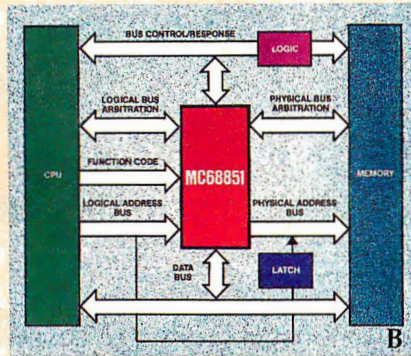 BUS CONTROL/RESPONSE
LOGIC
LOGICAL BUS
ARBITRATION
PHYSICAL BUS
ARBITRATION
FUNCTION CODE
CPU
MC68851
MEMORY
LOGICAL ADDRESS
BUS
PHYSICAL ADDRESS
BUS
DATA
BUS
LATCH
B